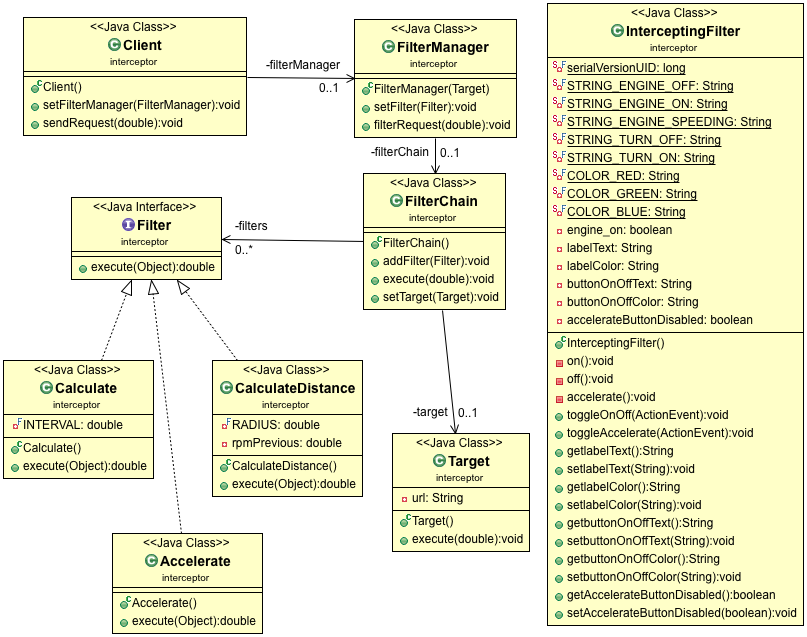 <<Java Class>>
Client
interceptor
Client()
setFilterManager(FilterManager):void
sendRequest(double):void
-filterManager
0..1
<<Java Class>>
FilterManager
interceptor
FilterManager(Target)
setFilter(Filter):void
filterRequest(double):void
-filterChain
0..1
<<Java Class>>
FilterChain
interceptor
FilterChain()
addFilter(Filter):void
execute(double):void
setTarget(Target):void
-filters
0..*
<<Java Interface>>
Filter
interceptor
execute(Object):double
<<Java Class>>
Calculate
interceptor
INTERVAL: double
Calculate()
execute(Object):double
<<Java Class>>
CalculateDistance
interceptor
RADIUS: double
rpmPrevious: double
CalculateDistance()
execute(Object):double
<<Java Class>>
Accelerate
interceptor
Accelerate()
execute(Object):double
-target
0..1
<<Java Class>>
Target
interceptor
url: String
Target()
execute(double):void
<<Java Class>>
InterceptingFilter
interceptor
serialVersionUID: long
STRING_ENGINE_OFF: String
STRING_ENGINE_ON: String
STRING_ENGINE_SPEEDING: String
STRING_TURN_OFF: String
STRING_TURN_ON: String
COLOR_RED: String
COLOR_GREEN: String
COLOR_BLUE: String
engine_on: boolean
labelText: String
labelColor: String
buttonOnOffText: String
buttonOnOffColor: String
accelerateButtonDisabled: boolean
InterceptingFilter()
on():void
off():void
accelerate():void
toggleOnOff(ActionEvent):void
toggleAccelerate(ActionEvent):void
getlabelText():String
setlabelText(String):void
getlabelColor():String
setlabelColor(String):void
getbuttonOnOffText():String
setbuttonOnOffText(String):void
getbuttonOnOffColor():String
setbuttonOnOffColor(String):void
getAccelerateButtonDisabled():boolean
setAccelerateButtonDisabled(boolean):void